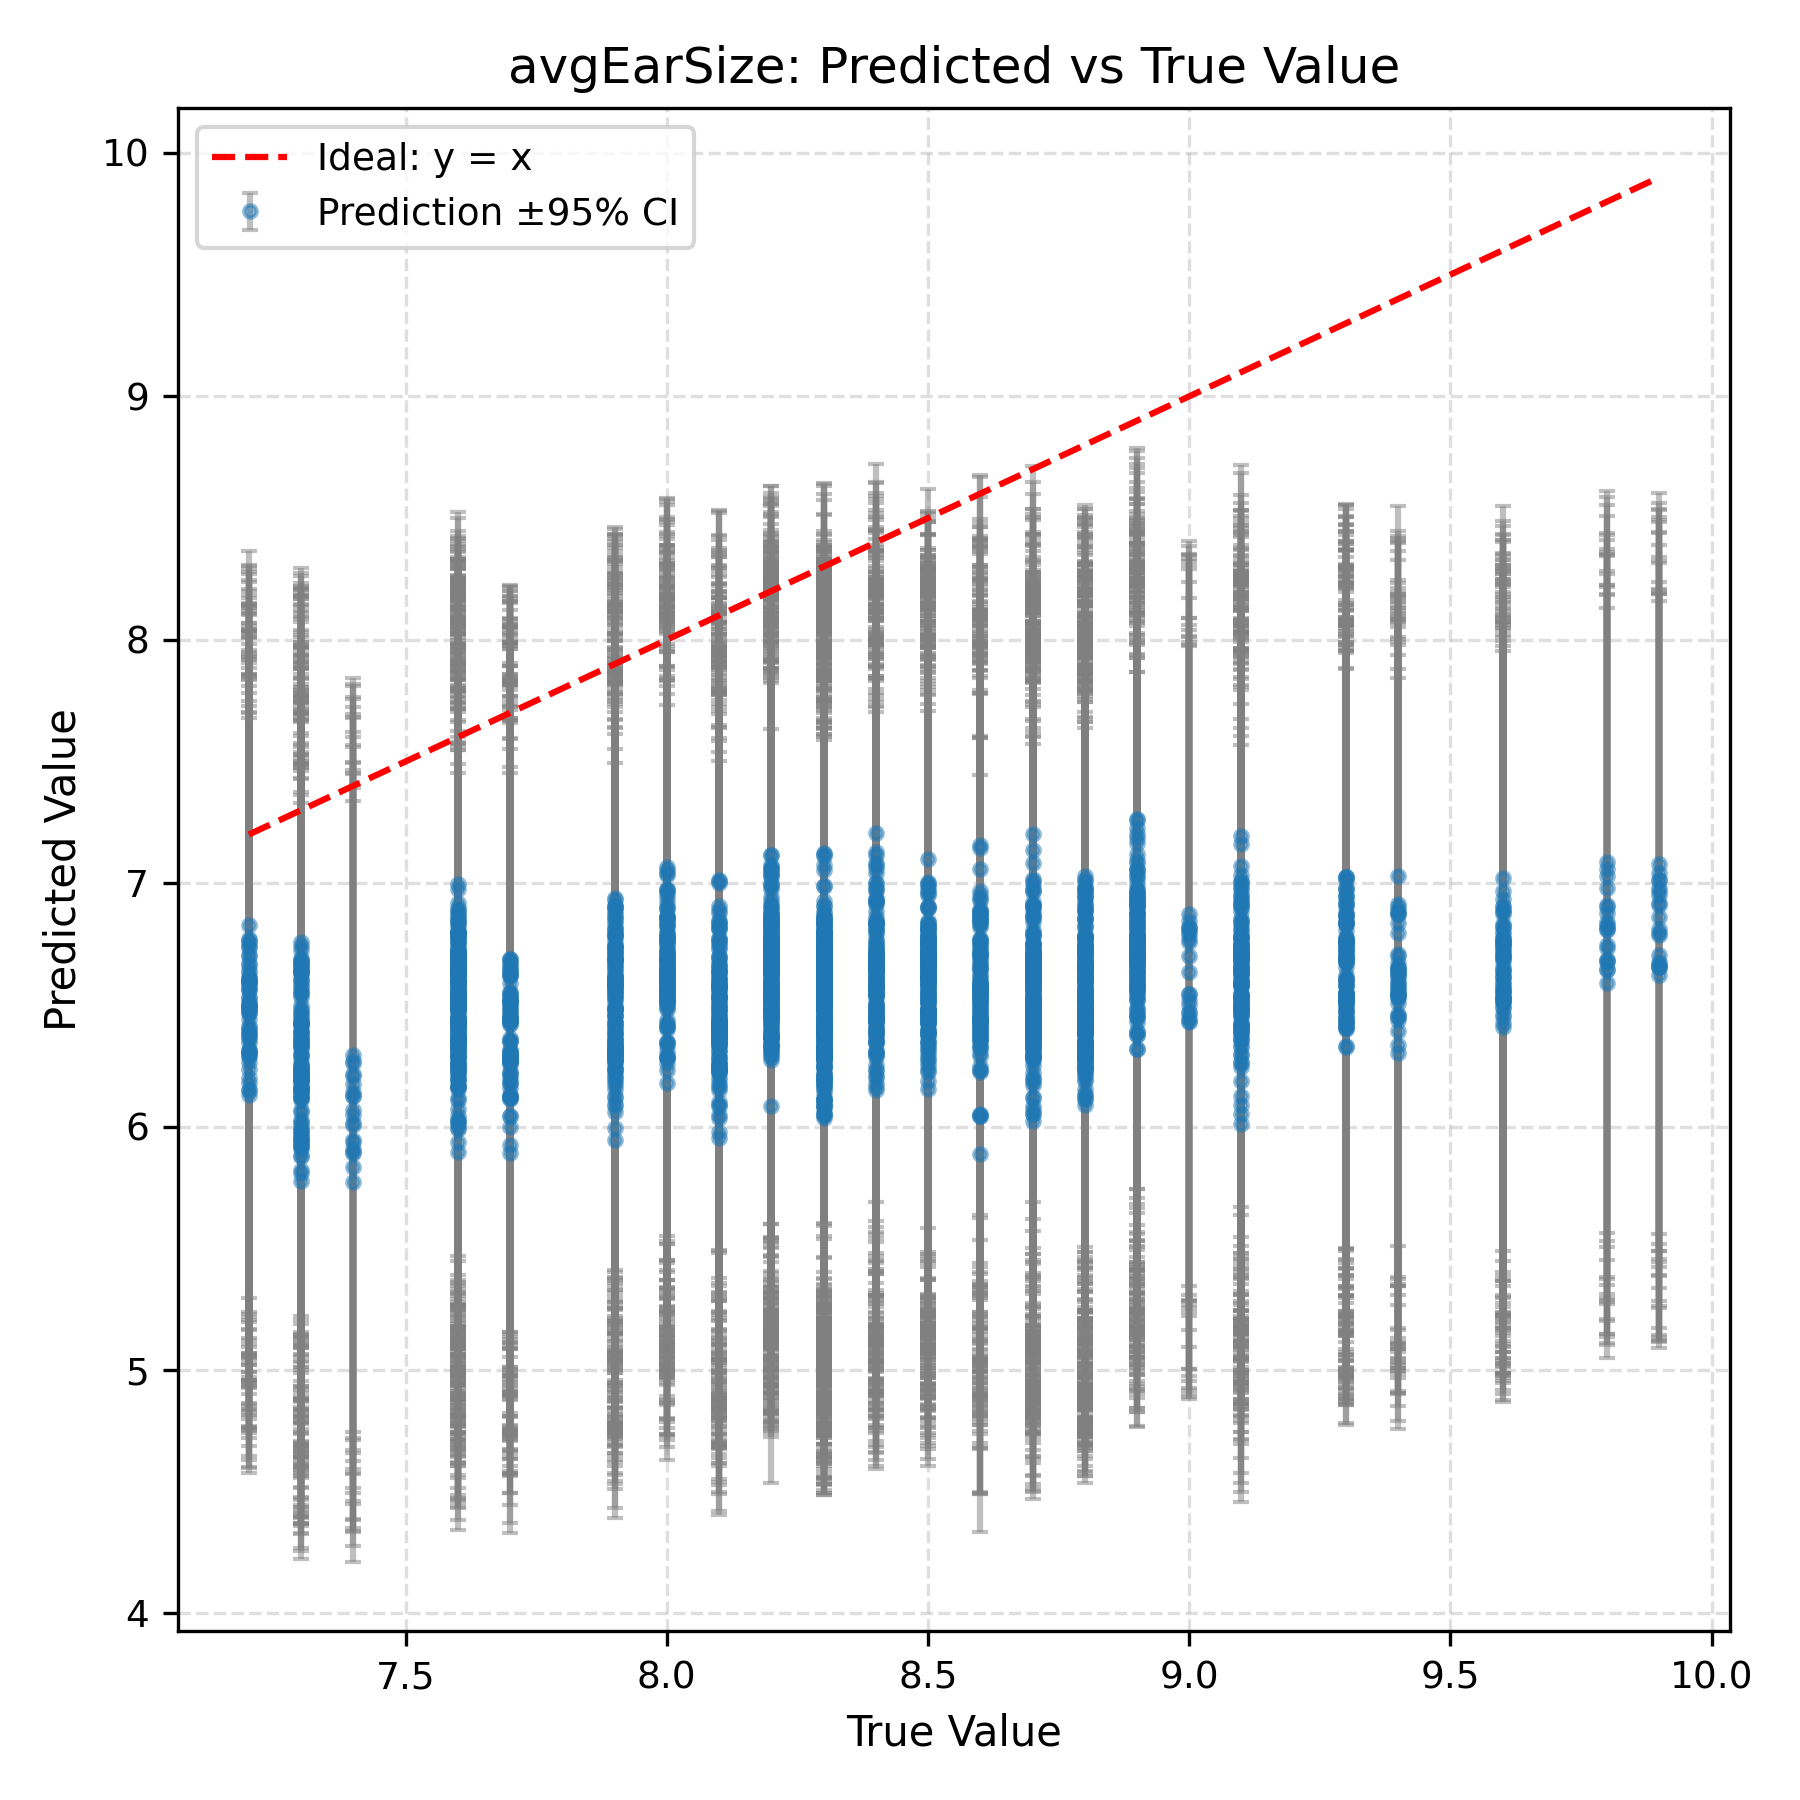 avgEarSize: Predicted vs True Value
Ideal: y = x
Prediction ±95% CI
Predicted Value
10
9
8
7
6
5
4
7.5 8.0 8.5 9.0 9.5 10.0
True Value